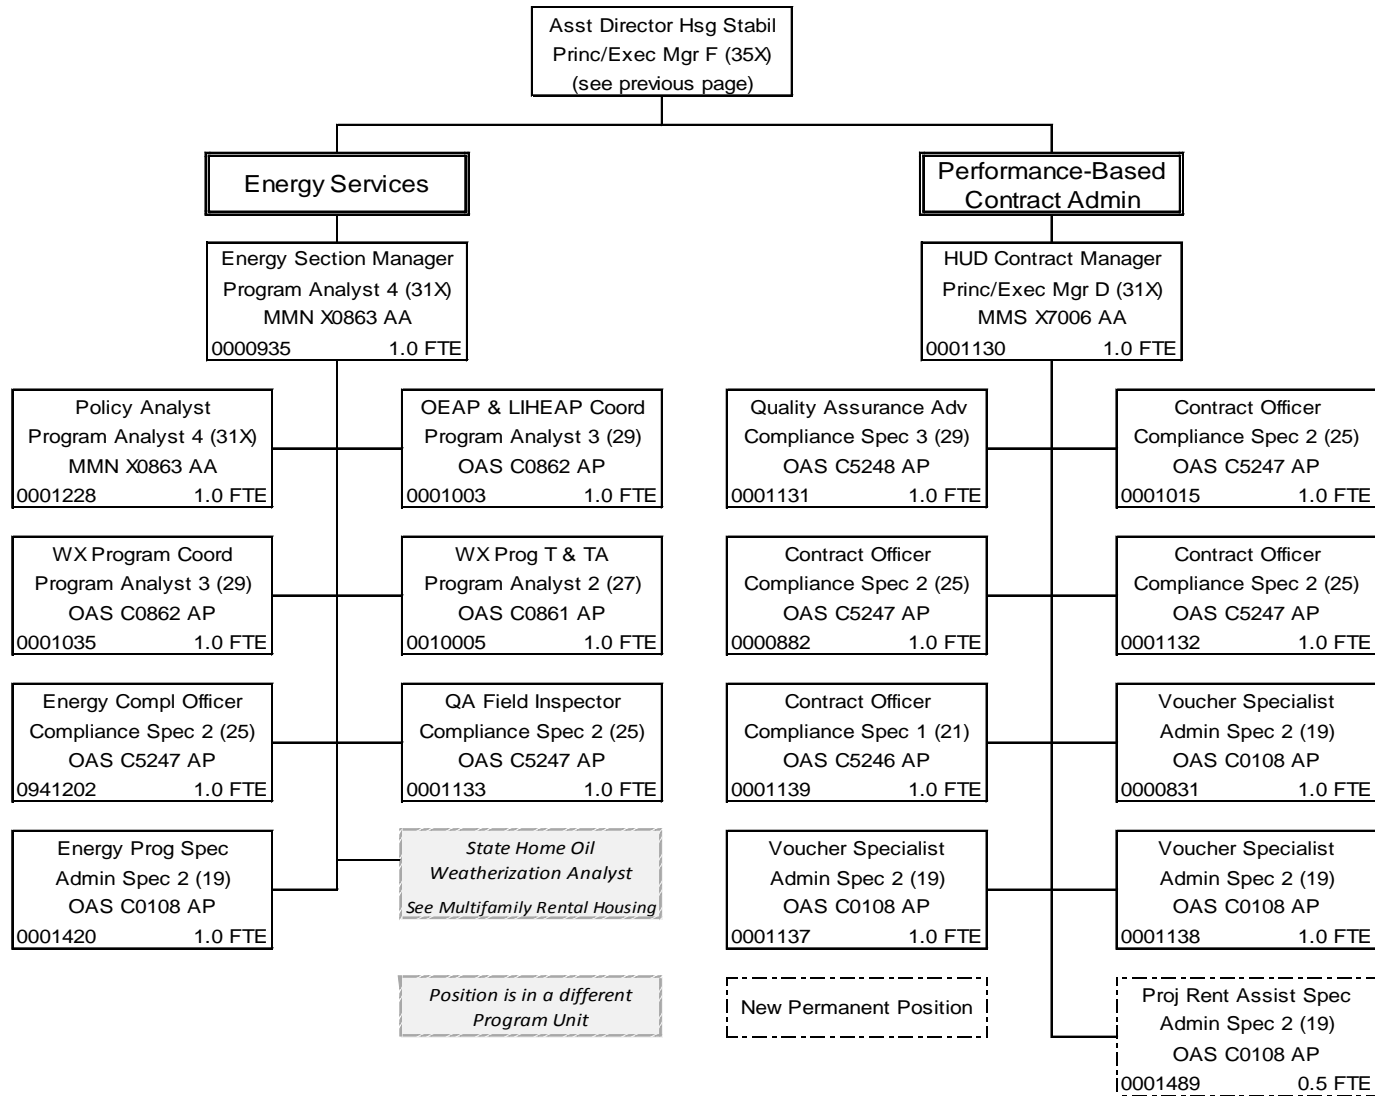 Asst Director Hsg Stabil
Princ/Exec Mgr F (35X)
(see previous page)
Energy Services
Performance-Based
Contract Admin
Energy Section Manager
Program Analyst 4 (31X)
MMN X0863 AA
0000935 1.0 FTE
HUD Contract Manager
Princ/Exec Mgr D (31X)
MMS X7006 AA
0001130 1.0 FTE
Policy Analyst
Program Analyst 4 (31X)
MMN X0863 AA
0001228 1.0 FTE
OEAP & LIHEAP Coord
Program Analyst 3 (29)
OAS C0862 AP
0001003 1.0 FTE
Quality Assurance Adv
Compliance Spec 3 (29)
OAS C5248 AP
0001131 1.0 FTE
Contract Officer
Compliance Spec 2 (25)
OAS C5247 AP
0001015 1.0 FTE
WX Program Coord
Program Analyst 3 (29)
OAS C0862 AP
0001035 1.0 FTE
WX Prog T & TA
Program Analyst 2 (27)
OAS C0861 AP
0010005 1.0 FTE
Contract Officer
Compliance Spec 2 (25)
OAS C5247 AP
0000882 1.0 FTE
Contract Officer
Compliance Spec 2 (25)
OAS C5247 AP
0001132 1.0 FTE
Energy Compl Officer
Compliance Spec 2 (25)
OAS C5247 AP
0941202 1.0 FTE
QA Field Inspector
Compliance Spec 2 (25)
OAS C5247 AP
0001133 1.0 FTE
Contract Officer
Compliance Spec 1 (21)
OAS C5246 AP
0001139 1.0 FTE
Voucher Specialist
Admin Spec 2 (19)
OAS C0108 AP
0000831 1.0 FTE
Energy Prog Spec
Admin Spec 2 (19)
OAS C0108 AP
0001420 1.0 FTE
State Home Oil
Weatherization Analyst
See Multifamily Rental Housing
Voucher Specialist
Admin Spec 2 (19)
OAS C0108 AP
0001137 1.0 FTE
Voucher Specialist
Admin Spec 2 (19)
OAS C0108 AP
0001138 1.0 FTE
Position is in a different
Program Unit
New Permanent Position
Proj Rent Assist Spec
Admin Spec 2 (19)
OAS C0108 AP
0001489 0.5 FTE